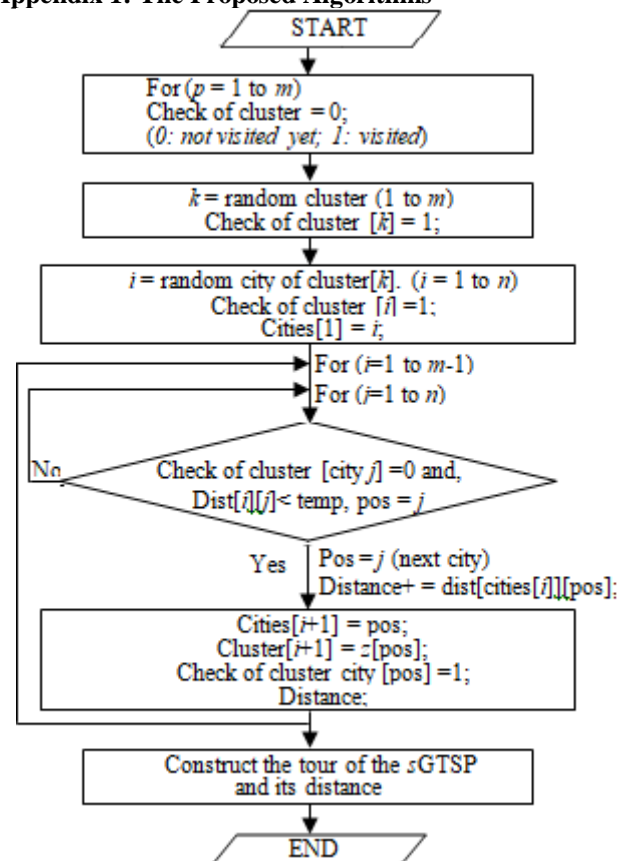 Appendix 1: The Proposed Algorithms
START
For (p = 1 to m)
Check of cluster = 0;
(0: not visited yet; 1: visited)
k = random cluster (1 to m)
Check of cluster [k] = 1;
i = random city of cluster[k]. (i = 1 to n)
Check of cluster [i] =1;
Cities[1] = i;
For (i=1 to m-1)
For (j=1 to n)
No
Check of cluster [city j] =0 and,
Dist[i][j]< temp, pos = j
Yes
Pos = j (next city)
Distance+ = dist[cities[i]][pos];
Cities[i+1] = pos;
Cluster[i+1] = z[pos];
Check of cluster city [pos] =1;
Distance;
Construct the tour of the sGTSP
and its distance
END